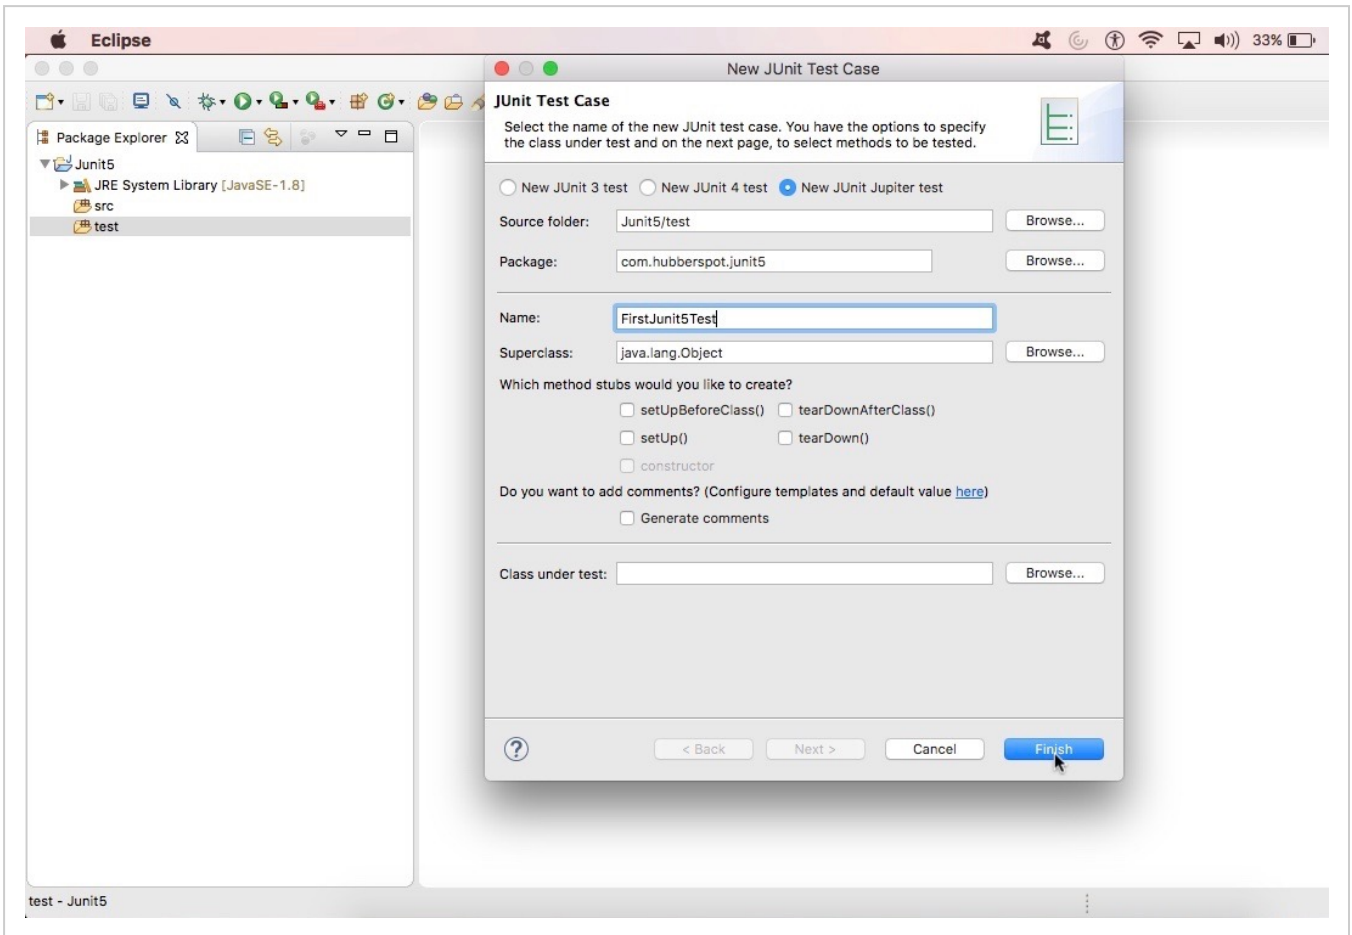 Eclipse
33%
New JUnit Test Case
JUnit Test Case
Select the name of the new JUnit test case. You have the options to specify
the class under test and on the next page, to select methods to be tested.
Package Explorer
Junit5
JRE System Library [JavaSE-1.8]
src
test
New JUnit 3 test New JUnit 4 test New JUnit Jupiter test
Source folder: Junit5/test Browse...
Package: com.hubberspot.junit5 Browse...
Name: FirstJunit5Test
Superclass: java.lang.Object Browse...
Which method stubs would you like to create?
setUpBeforeClass() tearDownAfterClass()
setUp() tearDown()
constructor
Do you want to add comments? (Configure templates and default value here)
Generate comments
Class under test: Browse...
? < Back Next > Cancel Finish
test - Junit5